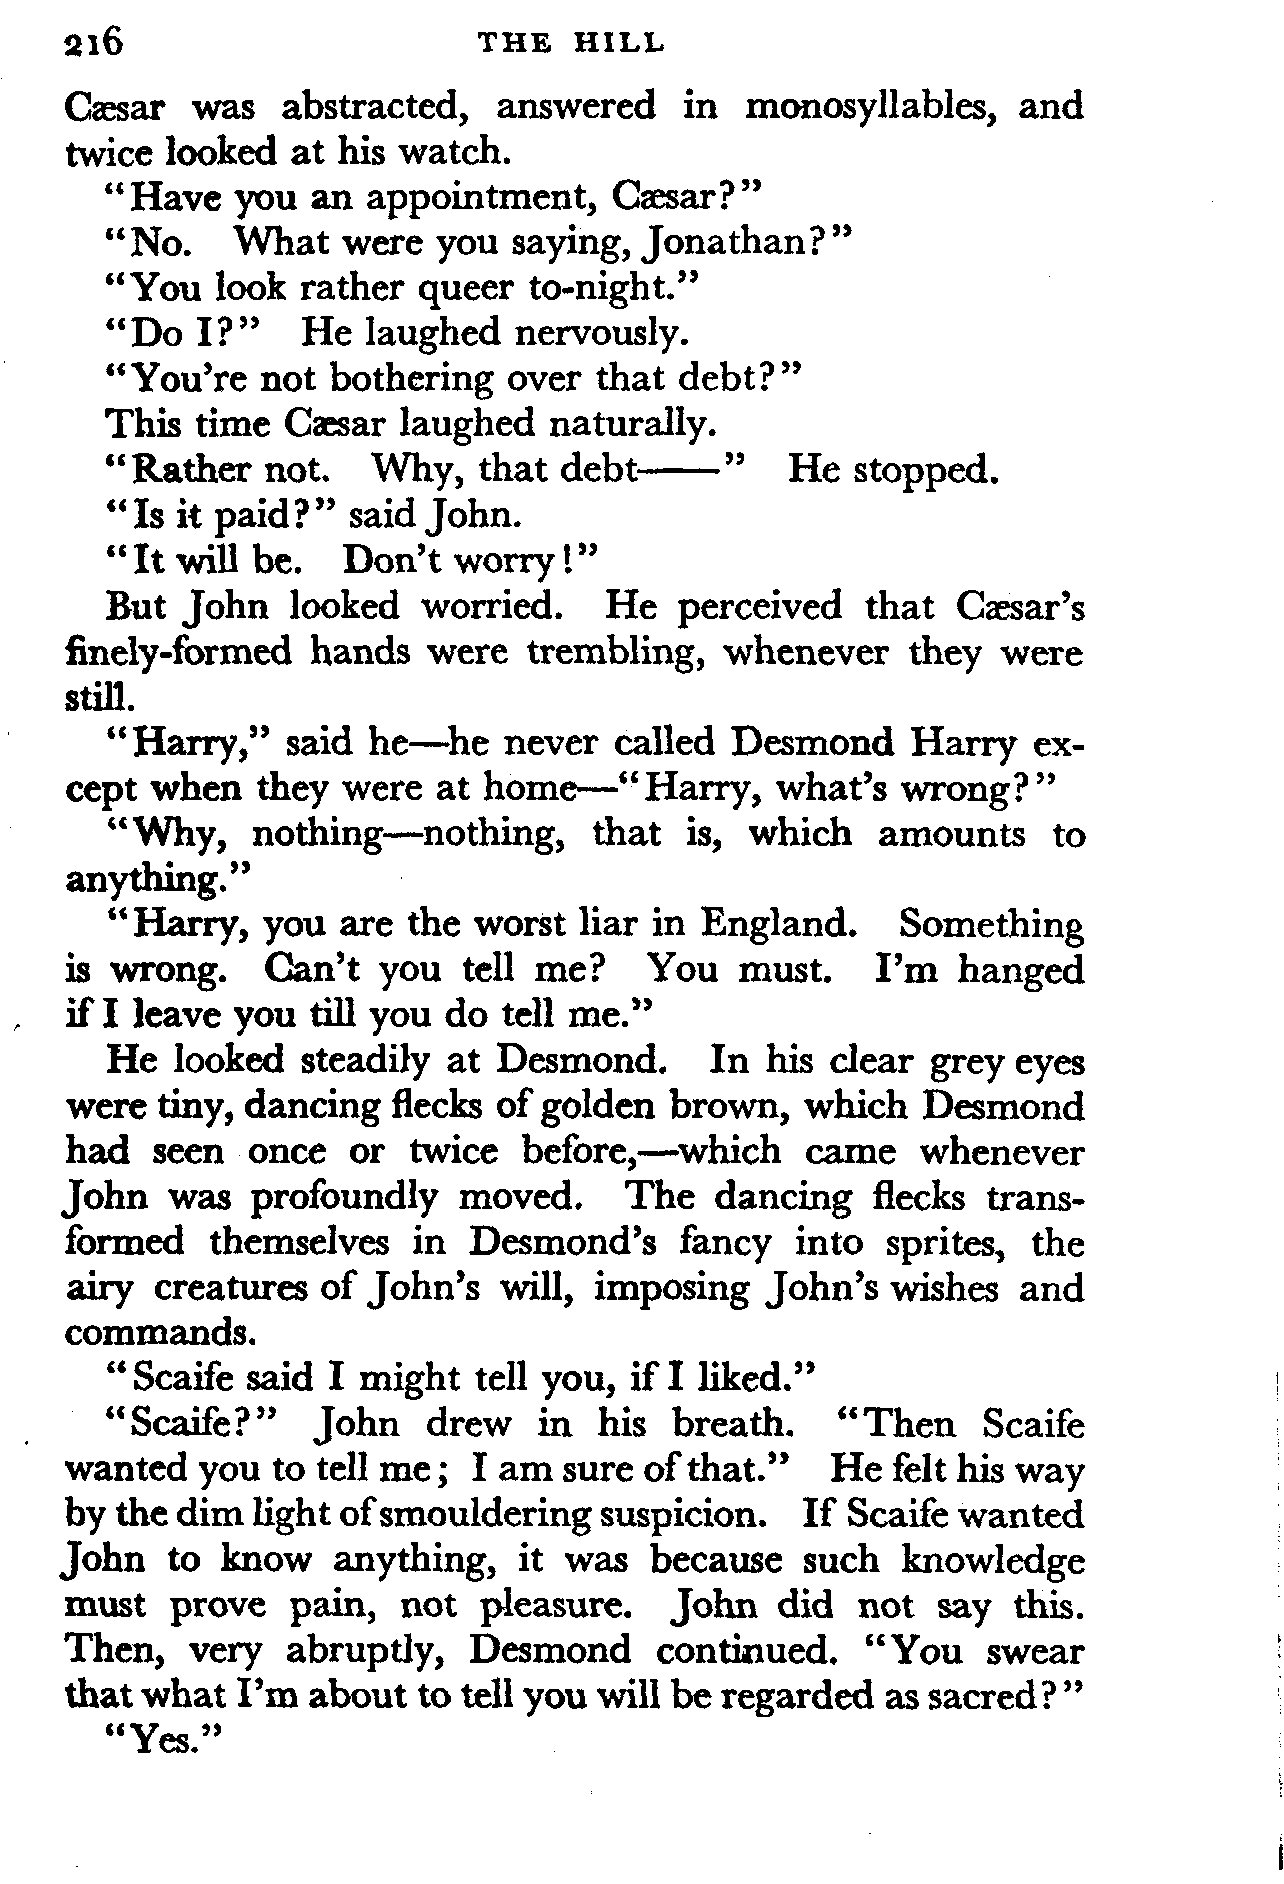 216 THE HILL
Cæsar was abstracted, answered in monosyllables, and
twice looked at his watch.
"Have you an appointment, Cæsar?"
"No. What were you saying, Jonathan?"
"You look rather queer to-night."
"Do I?" He laughed nervously.
"You're not bothering over that debt?"
This time Cæsar laughed naturally.
"Rather not. Why, that debt——" He stopped.
"Is it paid?" said John.
"It will be. Don't worry!"
But John looked worried. He perceived that Cæsar's
finely-formed hands were trembling, whenever they were
still.
"Harry," said he—he never called Desmond Harry ex-
cept when they were at home—"Harry, what's wrong?"
"Why, nothing—nothing, that is, which amounts to
anything."
"Harry, you are the worst liar in England. Something
is wrong. Can't you tell me? You must. I'm hanged
if I leave you till you do tell me."
He looked steadily at Desmond. In his clear grey eyes
were tiny, dancing flecks of golden brown, which Desmond
had seen once or twice before,—which came whenever
John was profoundly moved. The dancing flecks trans-
formed themselves in Desmond's fancy into sprites, the
airy creatures of John's will, imposing John's wishes and
commands.
"Scaife said I might tell you, if I liked."
"Scaife?" John drew in his breath. "Then Scaife
wanted you to tell me; I am sure of that." He felt his way
by the dim light of smouldering suspicion. If Scaife wanted
John to know anything, it was because such knowledge
must prove pain, not pleasure. John did not say this.
Then, very abruptly, Desmond continued. "You swear
that what I'm about to tell you will be regarded as sacred?"
"Yes."